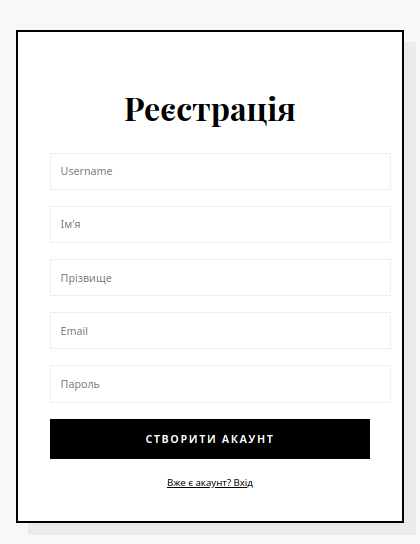 Реєстрація
Username
Ім'я
Прізвище
Email
Пароль
СТВОРИТИ АКАУНТ
Вже є акаунт? Вхід